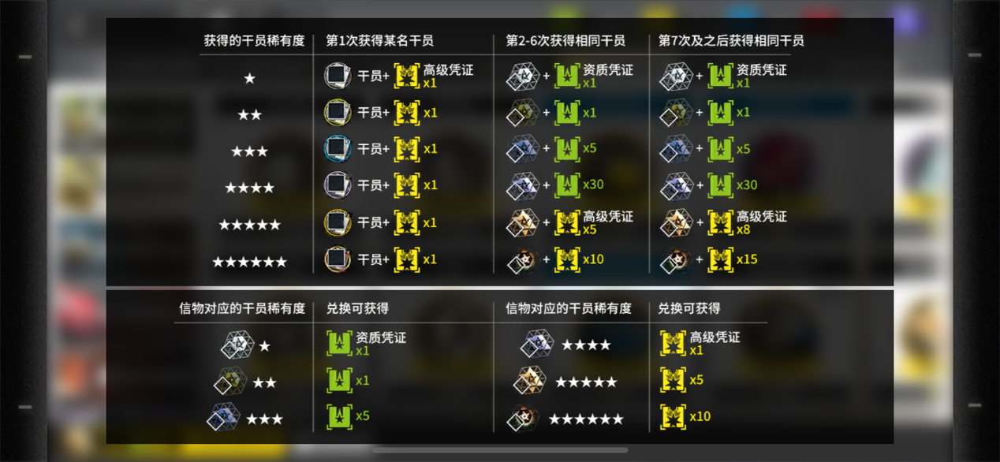 获得的干员稀有度 第1次获得某名干员 第2-6次获得相同干员 第7次及之后获得相同干员
★ 干员+ 高级凭证 x1 + 资质凭证 x1 + 资质凭证 x1
★★ 干员+ x1 + x1 + x1
★★★ 干员+ x1 + x5 + x5
★★★★ 干员+ x1 + x30 + x30
★★★★★ 干员+ x1 + 高级凭证 x5 + 高级凭证 x8
★★★★★★ 干员+ x1 + x10 + x15
信物对应的干员稀有度 兑换可获得 信物对应的干员稀有度 兑换可获得
★ 资质凭证 x1 ★★★★ 高级凭证 x1
★★ x1 ★★★★★ x5
★★★ x5 ★★★★★★ x10